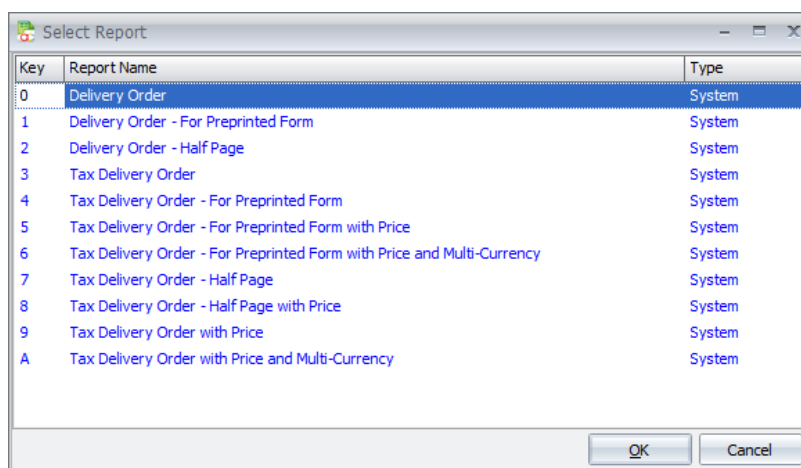 Select Report
Key Report Name Type
0 Delivery Order System
1 Delivery Order - For Preprinted Form System
2 Delivery Order - Half Page System
3 Tax Delivery Order System
4 Tax Delivery Order - For Preprinted Form System
5 Tax Delivery Order - For Preprinted Form with Price System
6 Tax Delivery Order - For Preprinted Form with Price and Multi-Currency System
7 Tax Delivery Order - Half Page System
8 Tax Delivery Order - Half Page with Price System
9 Tax Delivery Order with Price System
A Tax Delivery Order with Price and Multi-Currency System
OK Cancel